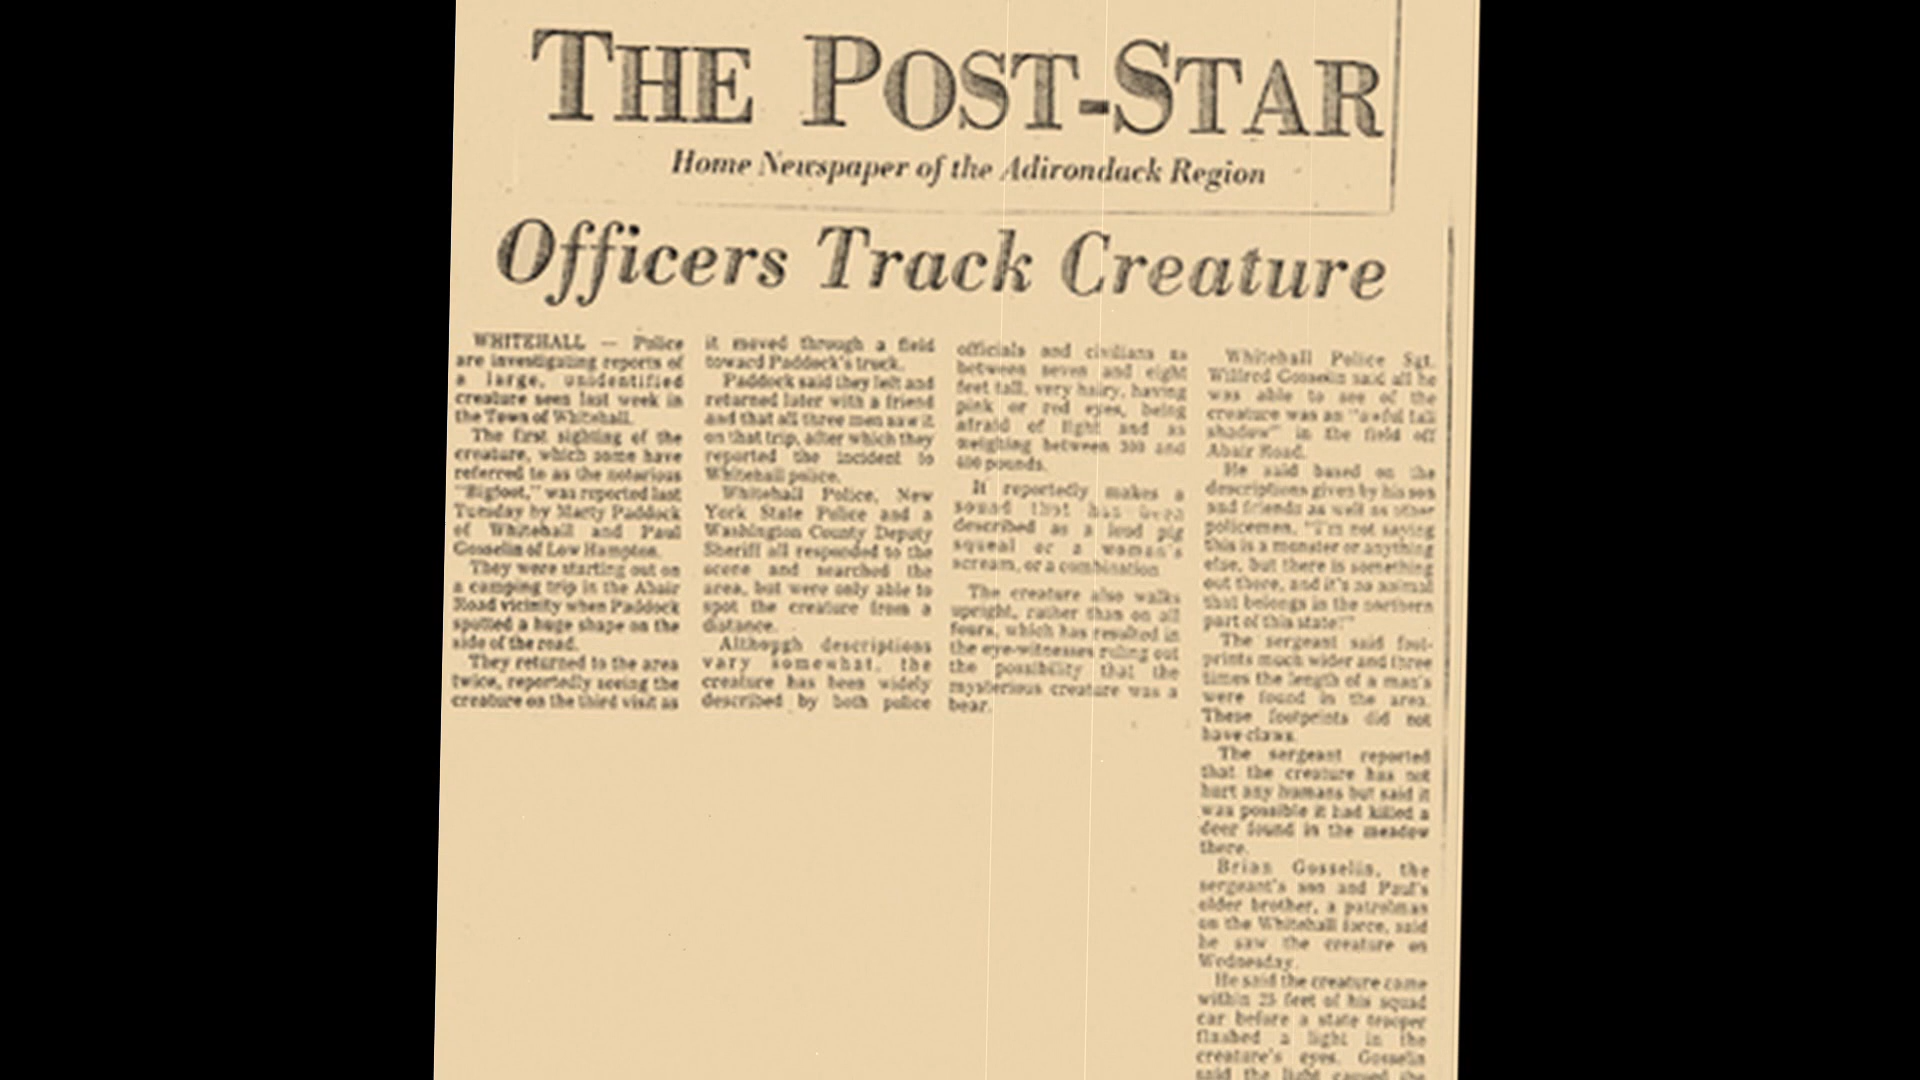 THE POST-STAR
Home Newspaper of the Adirondack Region
Officers Track Creature
WHITEHALL — Police
are investigating reports of
a large, unidentified
creature seen last week in
the Town of Whitehall.
The first sighting of the
creature, which some have
referred to as the notorious
"Bigfoot," was reported last
Tuesday by Marty Paddock
of Whitehall and Paul
Gosselin of Low Hampton.
They were starting out on
a camping trip in the Abair
Road vicinity when Paddock
spotted a huge shape on the
side of the road.
They returned to the area
twice, reportedly seeing the
creature on the third visit as
it moved through a field
toward Paddock's truck.
Paddock said they left and
returned later with a friend
and that all three men saw it
on that trip, after which they
reported the incident to
Whitehall police.
Whitehall Police, New
York State Police and a
Washington County Deputy
Sheriff all responded to the
scene and searched the
area, but were only able to
spot the creature from a
distance.
Although descriptions
vary somewhat, the
creature has been widely
described by both police
officials and civilians as
between seven and eight
feet tall, very hairy, having
pink or red eyes, being
afraid of light and as
weighing between 300 and
400 pounds.
It reportedly makes a
sound that has been
described as a loud pig
squeal or a woman's
scream, or a combination
The creature also walks
upright, rather than on all
fours, which has resulted in
the eye-witnesses ruling out
the possibility that the
mysterious creature was a
bear.
Whitehall Police Sgt.
Wilfred Gosselin said all he
was able to see of the
creature was an "awful tall
shadow" in the field off
Abair Road.
He said based on the
descriptions given by his son
and friends as well as other
policemen, "I'm not saying
this is a monster or anything
else, but there is something
out there, and it's no animal
that belongs in the northern
part of this state!"
The sergeant said foot-
prints much wider and three
times the length of a man's
were found in the area.
These footprints did not
have claws.
The sergeant reported
that the creature has not
hurt any humans but said it
was possible it had killed a
deer found in the meadow
there.
Brian Gosselin, the
sergeant's son and Paul's
older brother, a patrolman
on the Whitehall force, said
he saw the creature on
Wednesday.
He said the creature came
within 25 feet of his squad
car before a state trooper
flashed a light in the
creature's eyes. Gosselin
said the light caused the